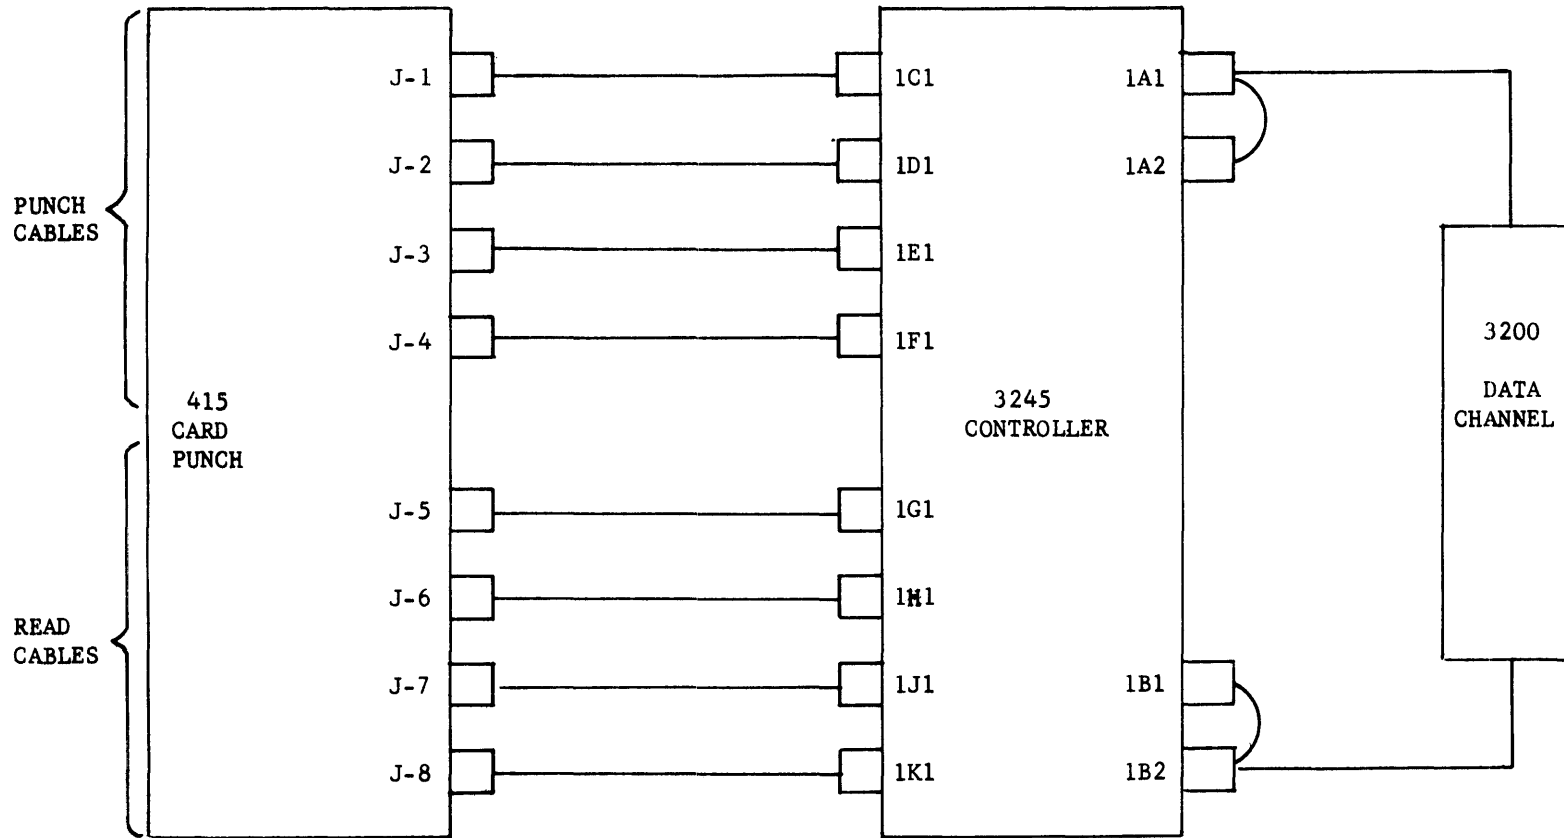 PUNCH
CABLES
READ
CABLES
415
CARD
PUNCH
J-1
J-2
J-3
J-4
J-5
J-6
J-7
J-8
1C1
1D1
1E1
1F1
1G1
1H1
1J1
1K1
3245
CONTROLLER
1A1
1A2
1B1
1B2
3200
DATA
CHANNEL